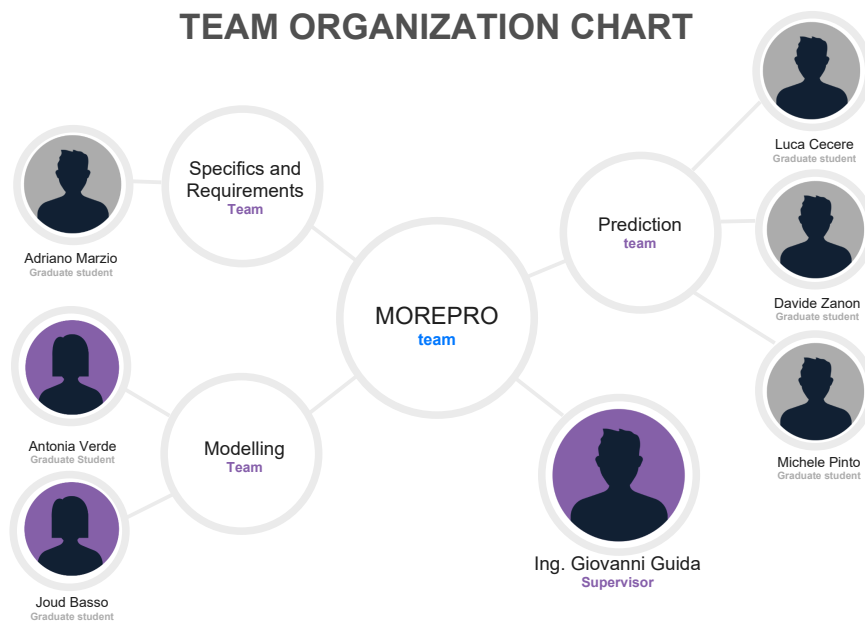 TEAM ORGANIZATION CHART
Specifics and
Requirements
Team
Adriano Marzio
Graduate student
Antonia Verde
Graduate Student
Joud Basso
Graduate student
Modelling
Team
MOREPRO
team
Prediction
team
Luca Cecere
Graduate student
Davide Zanon
Graduate student
Michele Pinto
Graduate student
Ing. Giovanni Guida
Supervisor